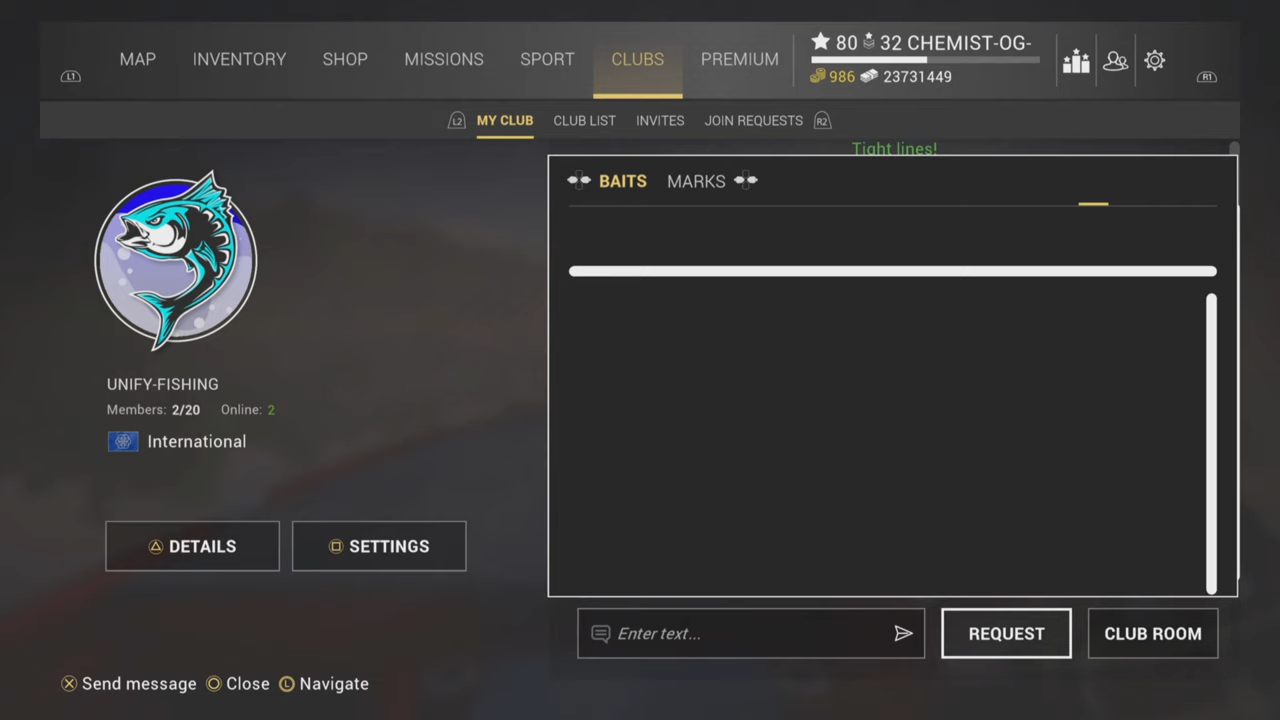 MAP INVENTORY SHOP MISSIONS SPORT CLUBS PREMIUM
80 32 CHEMIST-OG-
986 23731449
L1
R1
L2 MY CLUB CLUB LIST INVITES JOIN REQUESTS R2
Tight lines!
BAITS MARKS
UNIFY-FISHING
Members: 2/20 Online: 2
International
DETAILS SETTINGS
Enter text...
REQUEST
CLUB ROOM
Send message Close L Navigate